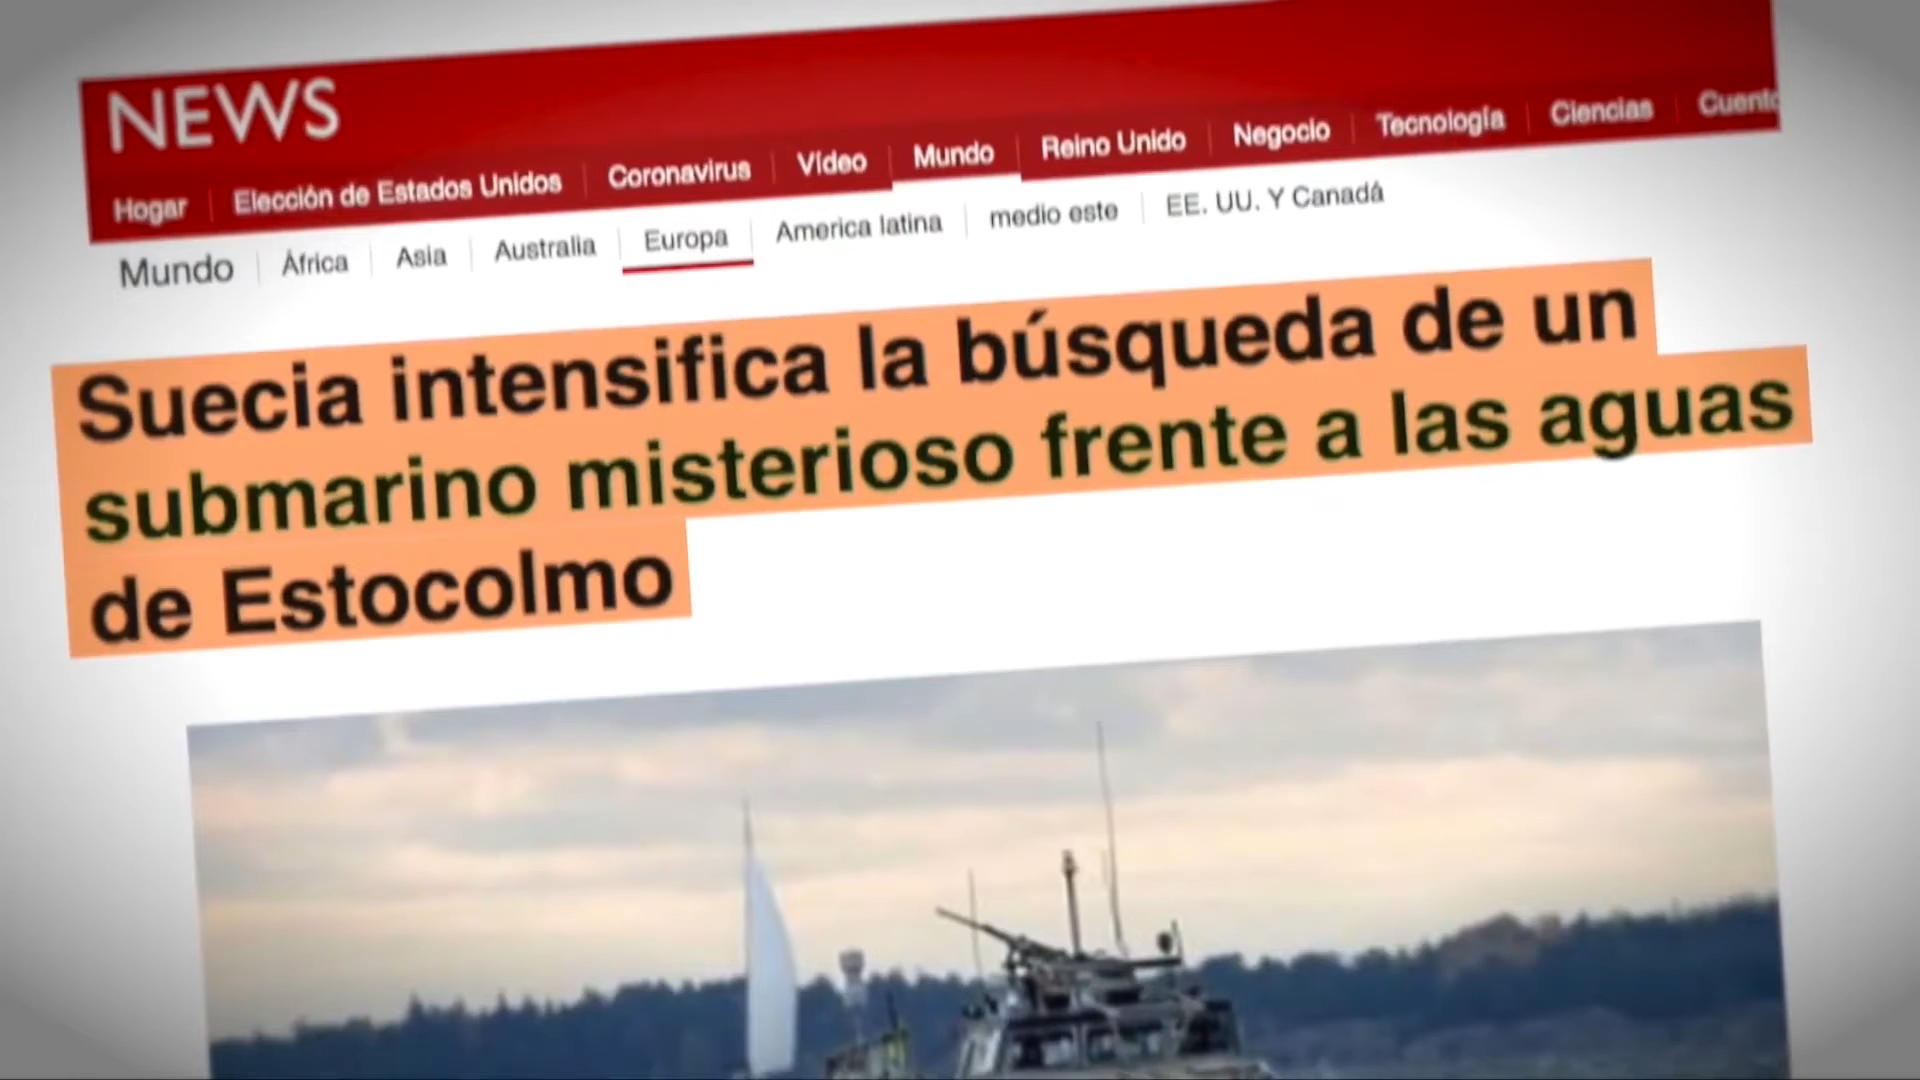 NEWS
Hogar Elección de Estados Unidos Coronavirus Vídeo Mundo Reino Unido Negocio Tecnología Ciencias
Mundo África Asia Australia Europa America latina medio este EE. UU. Y Canadá
Suecia intensifica la búsqueda de un
submarino misterioso frente a las aguas
de Estocolmo